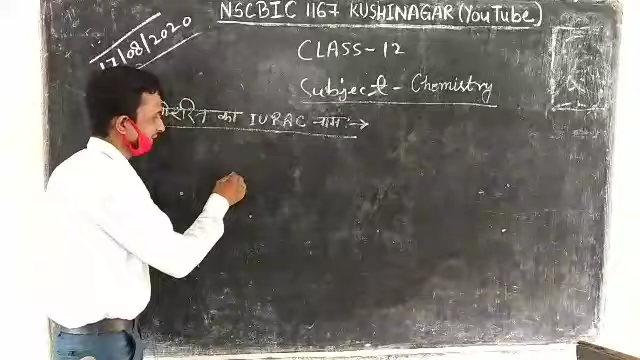 NSCBIC 1167 KUSHINAGAR (YouTube)
17/08/2020
CLASS-12
Subject - Chemistry
का IUPAC नाम :→